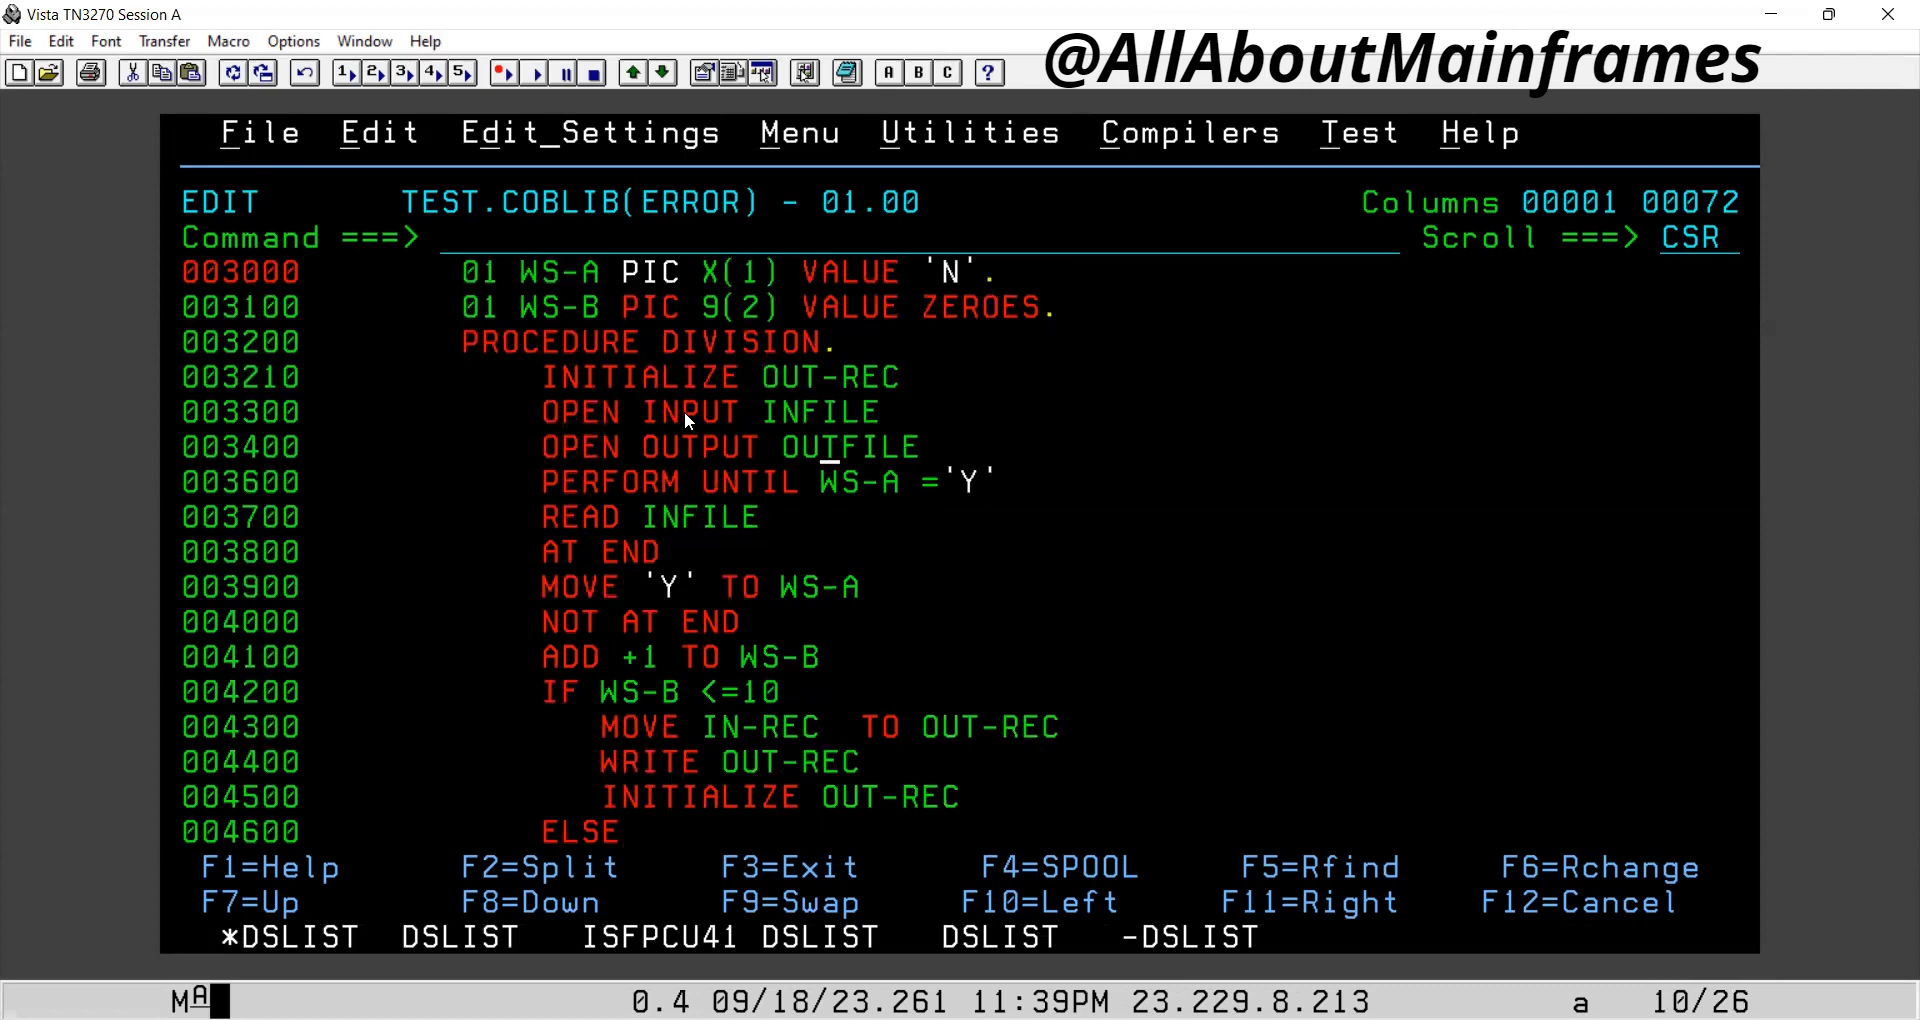 Vista TN3270 Session A
File Edit Font Transfer Macro Options Window Help
1 2 3 4 5 A B C ?
@AllAboutMainframes
File Edit Edit_Settings Menu Utilities Compilers Test Help
EDIT TEST.COBLIB(ERROR) - 01.00 Columns 00001 00072
Command ===> Scroll ===> CSR
003000 01 WS-A PIC X(1) VALUE 'N'.
003100 01 WS-B PIC 9(2) VALUE ZEROES.
003200 PROCEDURE DIVISION.
003210 INITIALIZE OUT-REC
003300 OPEN INPUT INFILE
003400 OPEN OUTPUT OUTFILE
003600 PERFORM UNTIL WS-A ='Y'
003700 READ INFILE
003800 AT END
003900 MOVE 'Y' TO WS-A
004000 NOT AT END
004100 ADD +1 TO WS-B
004200 IF WS-B <=10
004300 MOVE IN-REC TO OUT-REC
004400 WRITE OUT-REC
004500 INITIALIZE OUT-REC
004600 ELSE
F1=Help F2=Split F3=Exit F4=SPOOL F5=Rfind F6=Rchange
F7=Up F8=Down F9=Swap F10=Left F11=Right F12=Cancel
*DSLIST DSLIST ISFPCU41 DSLIST DSLIST -DSLIST
MA 0.4 09/18/23.261 11:39PM 23.229.8.213 a 10/26